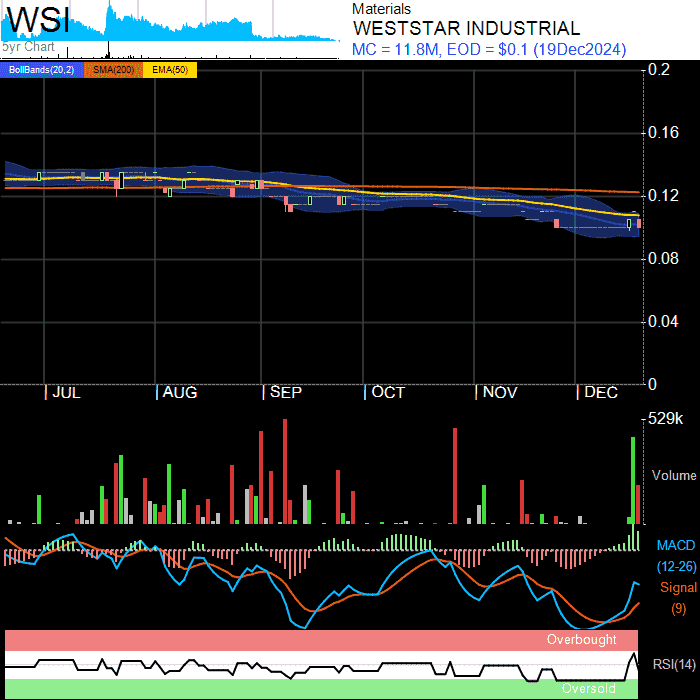 WSI
5yr Chart
Materials
WESTSTAR INDUSTRIAL
MC = 11.8M, EOD = $0.1 (19Dec2024)
BollBands(20,2) SMA(200) EMA(50)
0.2
0.16
0.12
0.08
0.04
0
JUL AUG SEP OCT NOV DEC
529k
Volume
MACD
(12-26)
Signal
(9)
Overbought
RSI(14)
Oversold